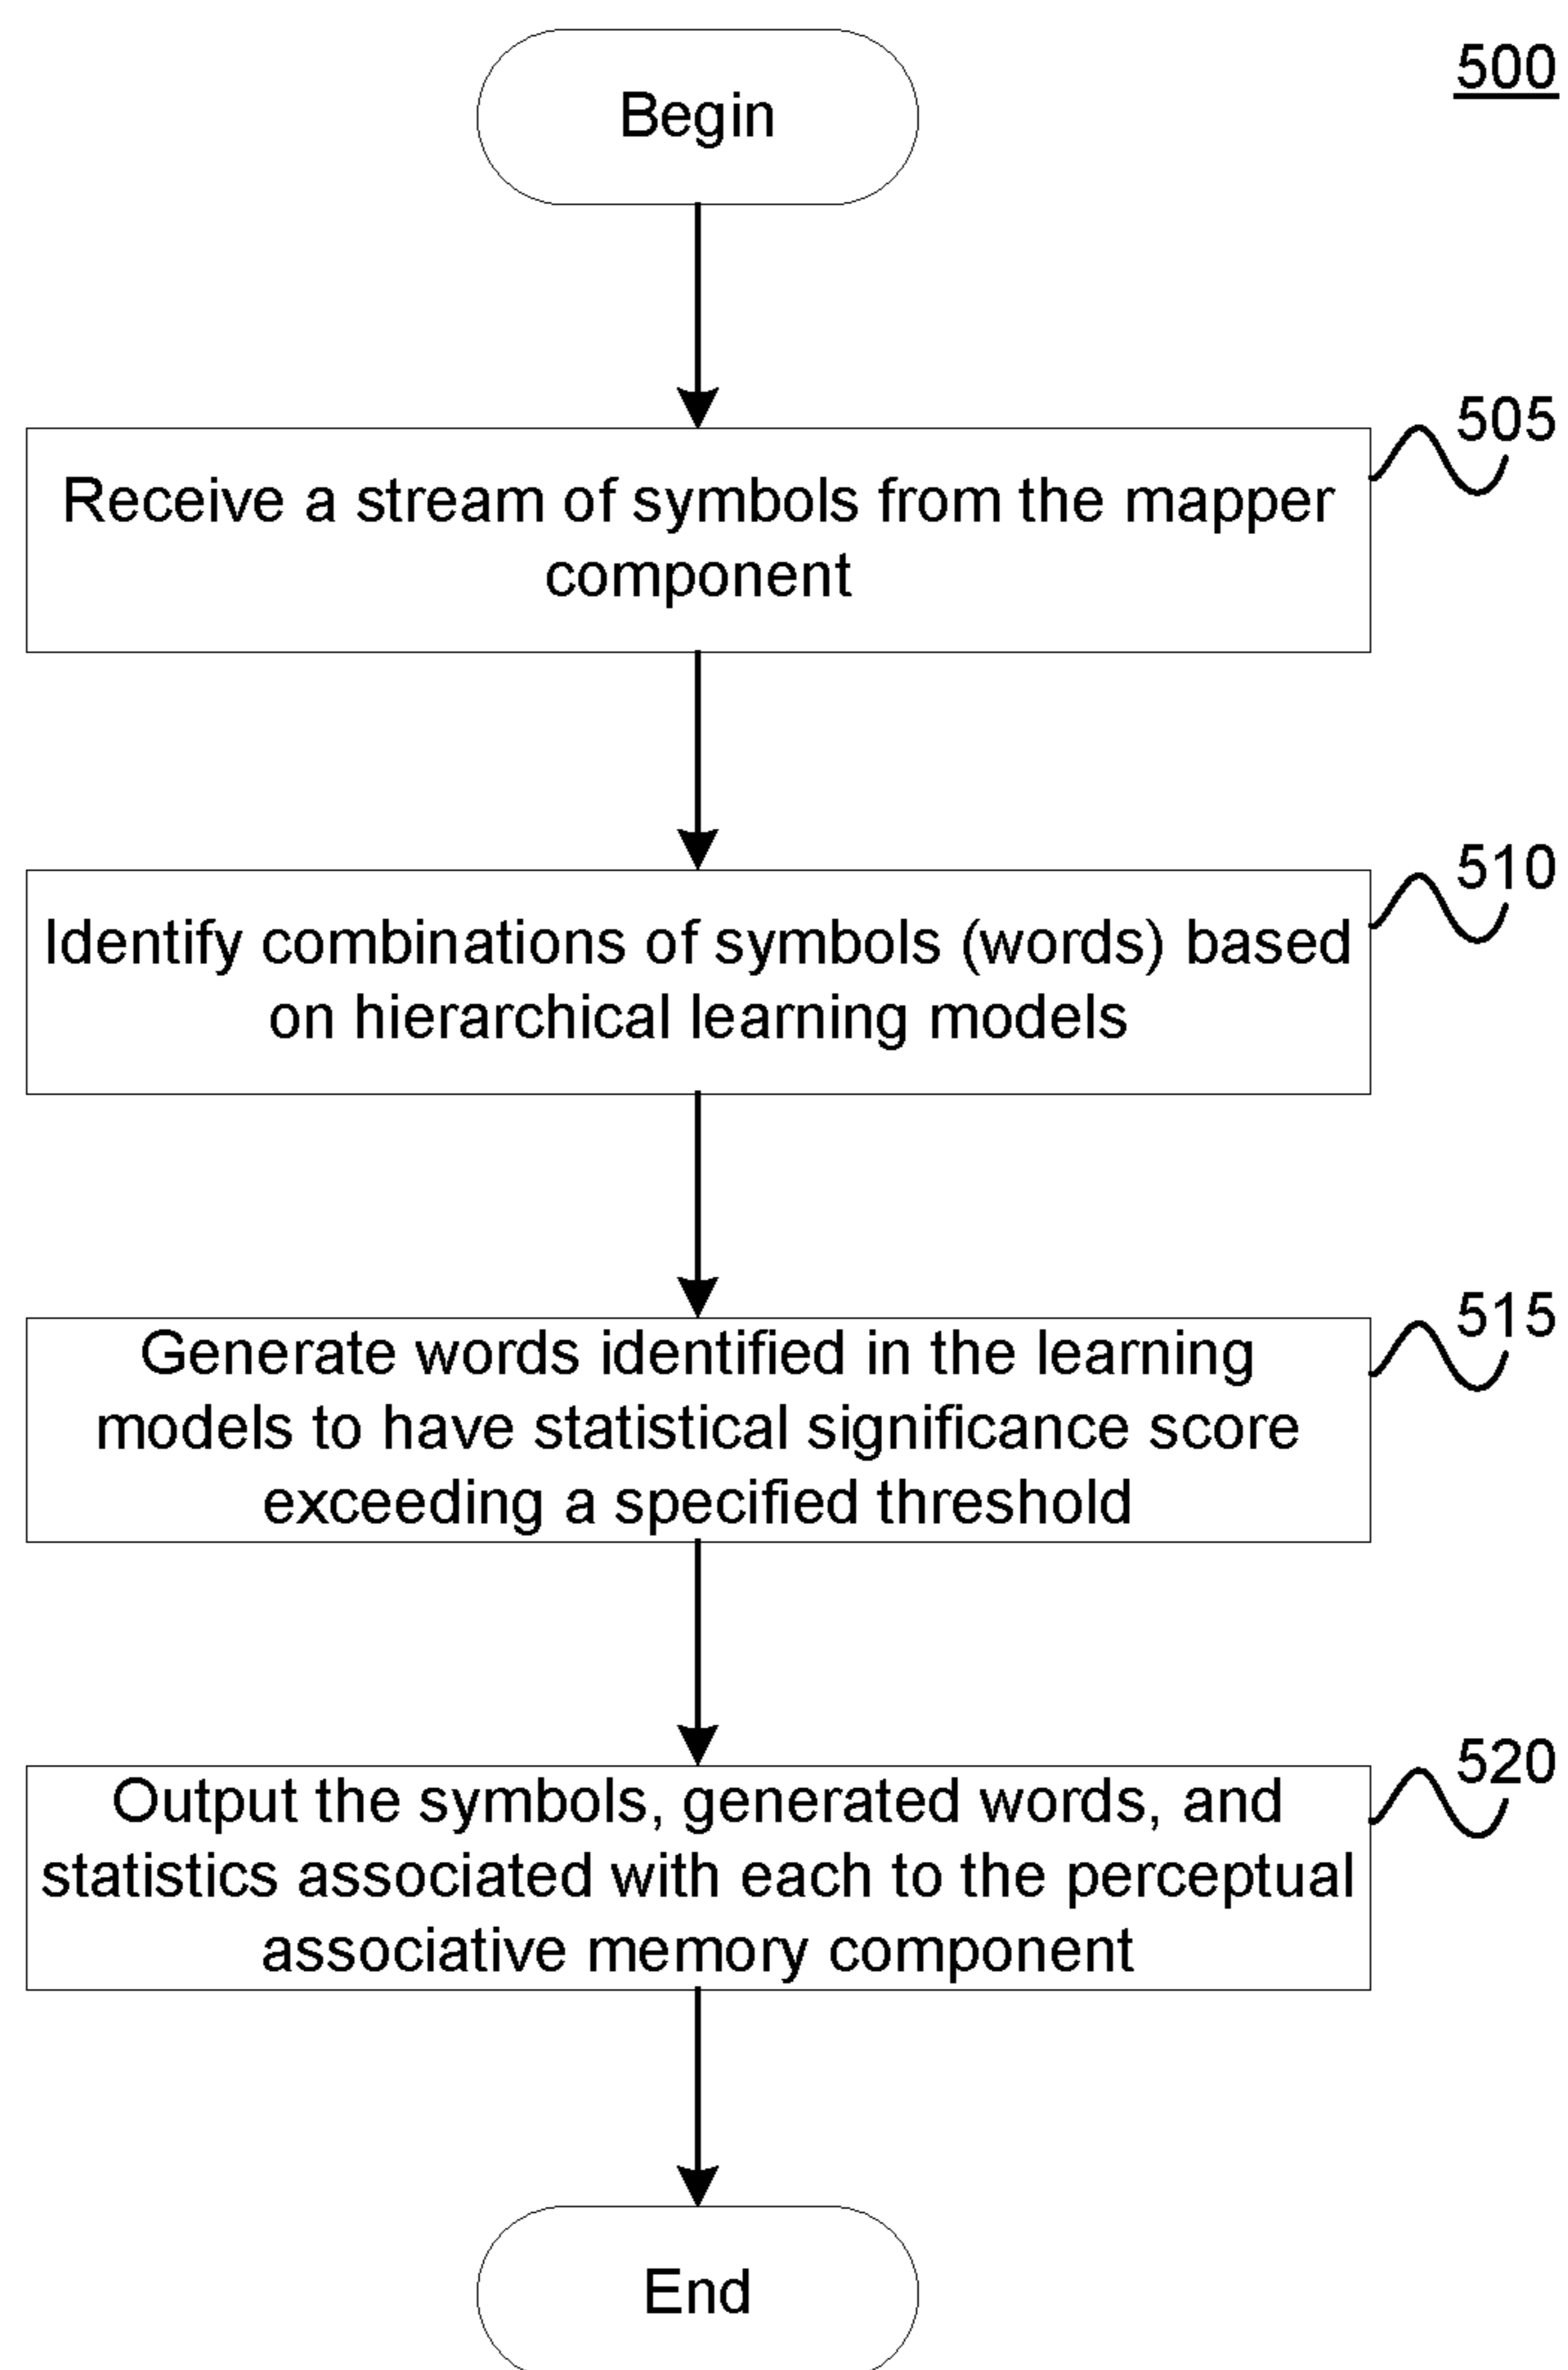 Begin
500
505
Receive a stream of symbols from the mapper
component
510
Identify combinations of symbols (words) based
on hierarchical learning models
515
Generate words identified in the learning
models to have statistical significance score
exceeding a specified threshold
520
Output the symbols, generated words, and
statistics associated with each to the perceptual
associative memory component
End